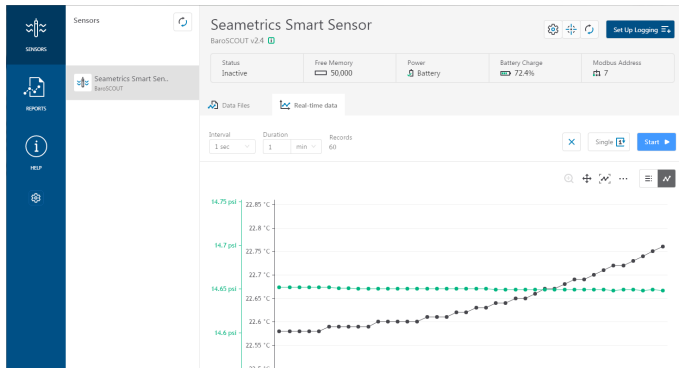 SENSORS
REPORTS
HELP
Sensors
Seametrics Smart Sen..
BaroSCOUT
Seametrics Smart Sensor
BaroSCOUT v2.4
Set Up Logging
Status
Inactive
Free Memory
50,000
Power
Battery
Battery Charge
72.4%
Modbus Address
7
Data Files
Real-time data
Interval
1 sec
Duration
1 min
Records
60
Single
Start
14.75 psi
14.7 psi
14.65 psi
14.6 psi
22.85 °C
22.8 °C
22.75 °C
22.7 °C
22.65 °C
22.6 °C
22.55 °C